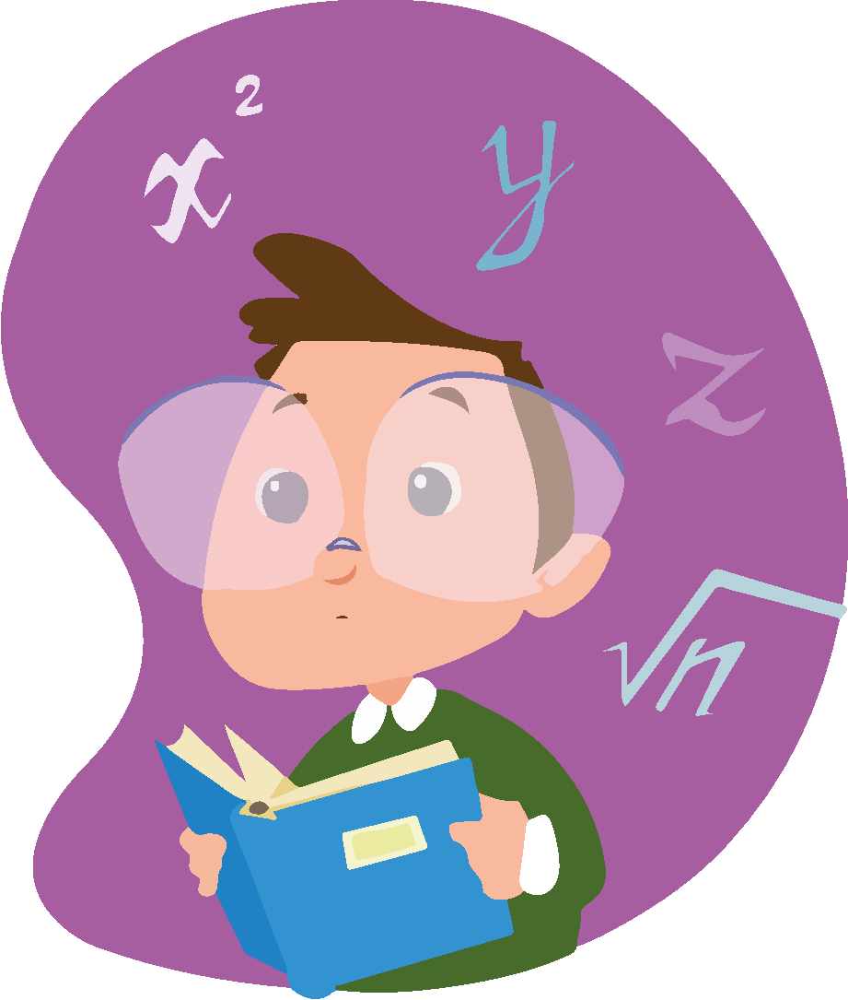 x²
y
z
√n